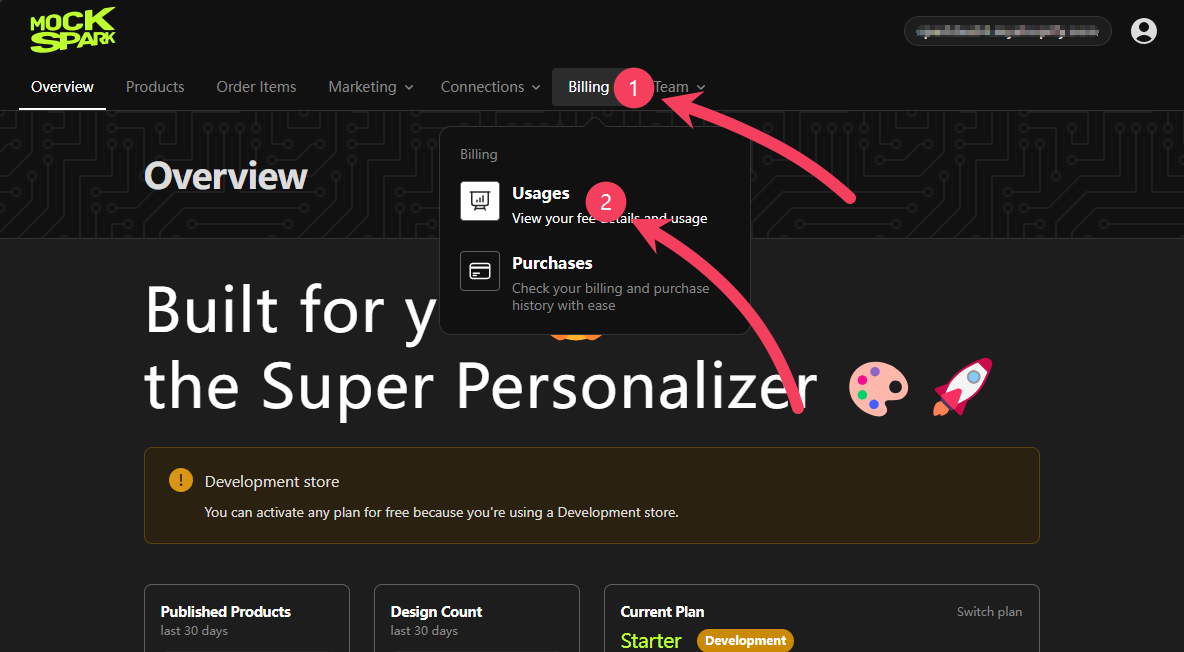 MOCK
SPARK
Overview
Products
Order Items
Marketing
Connections
Billing
1
Team
Billing
Overview
Usages
2
View your fee details and usage
Purchases
Check your billing and purchase
history with ease
Built for y
the Super Personalizer
!
Development store
You can activate any plan for free because you're using a Development store.
Published Products
last 30 days
Design Count
last 30 days
Current Plan
Switch plan
Starter
Development